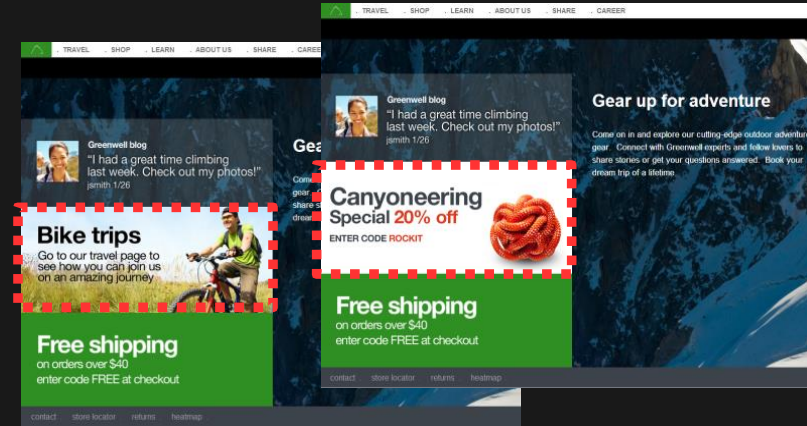 . TRAVEL . SHOP . LEARN . ABOUT US . SHARE . CAREE
Greenwell blog
“I had a great time climbing
last week. Check out my photos!”
jsmith 1/26
Gea
Come
gear
share s
drea
Bike trips
Go to our travel page to
see how you can join us
on an amazing journey
Free shipping
on orders over $40
enter code FREE at checkout
contact store locator returns heatmap
. TRAVEL . SHOP . LEARN . ABOUT US . SHARE . CAREER
Greenwell blog
“I had a great time climbing
last week. Check out my photos!”
jsmith 1/26
Canyoneering
Special 20% off
ENTER CODE ROCKIT
Free shipping
on orders over $40
enter code FREE at checkout
Gear up for adventure
Come on in and explore our cutting-edge outdoor adventure
gear. Connect with Greenwell experts and fellow lovers to
share stories or get your questions answered. Book your
dream trip of a lifetime.
contact store locator returns heatmap